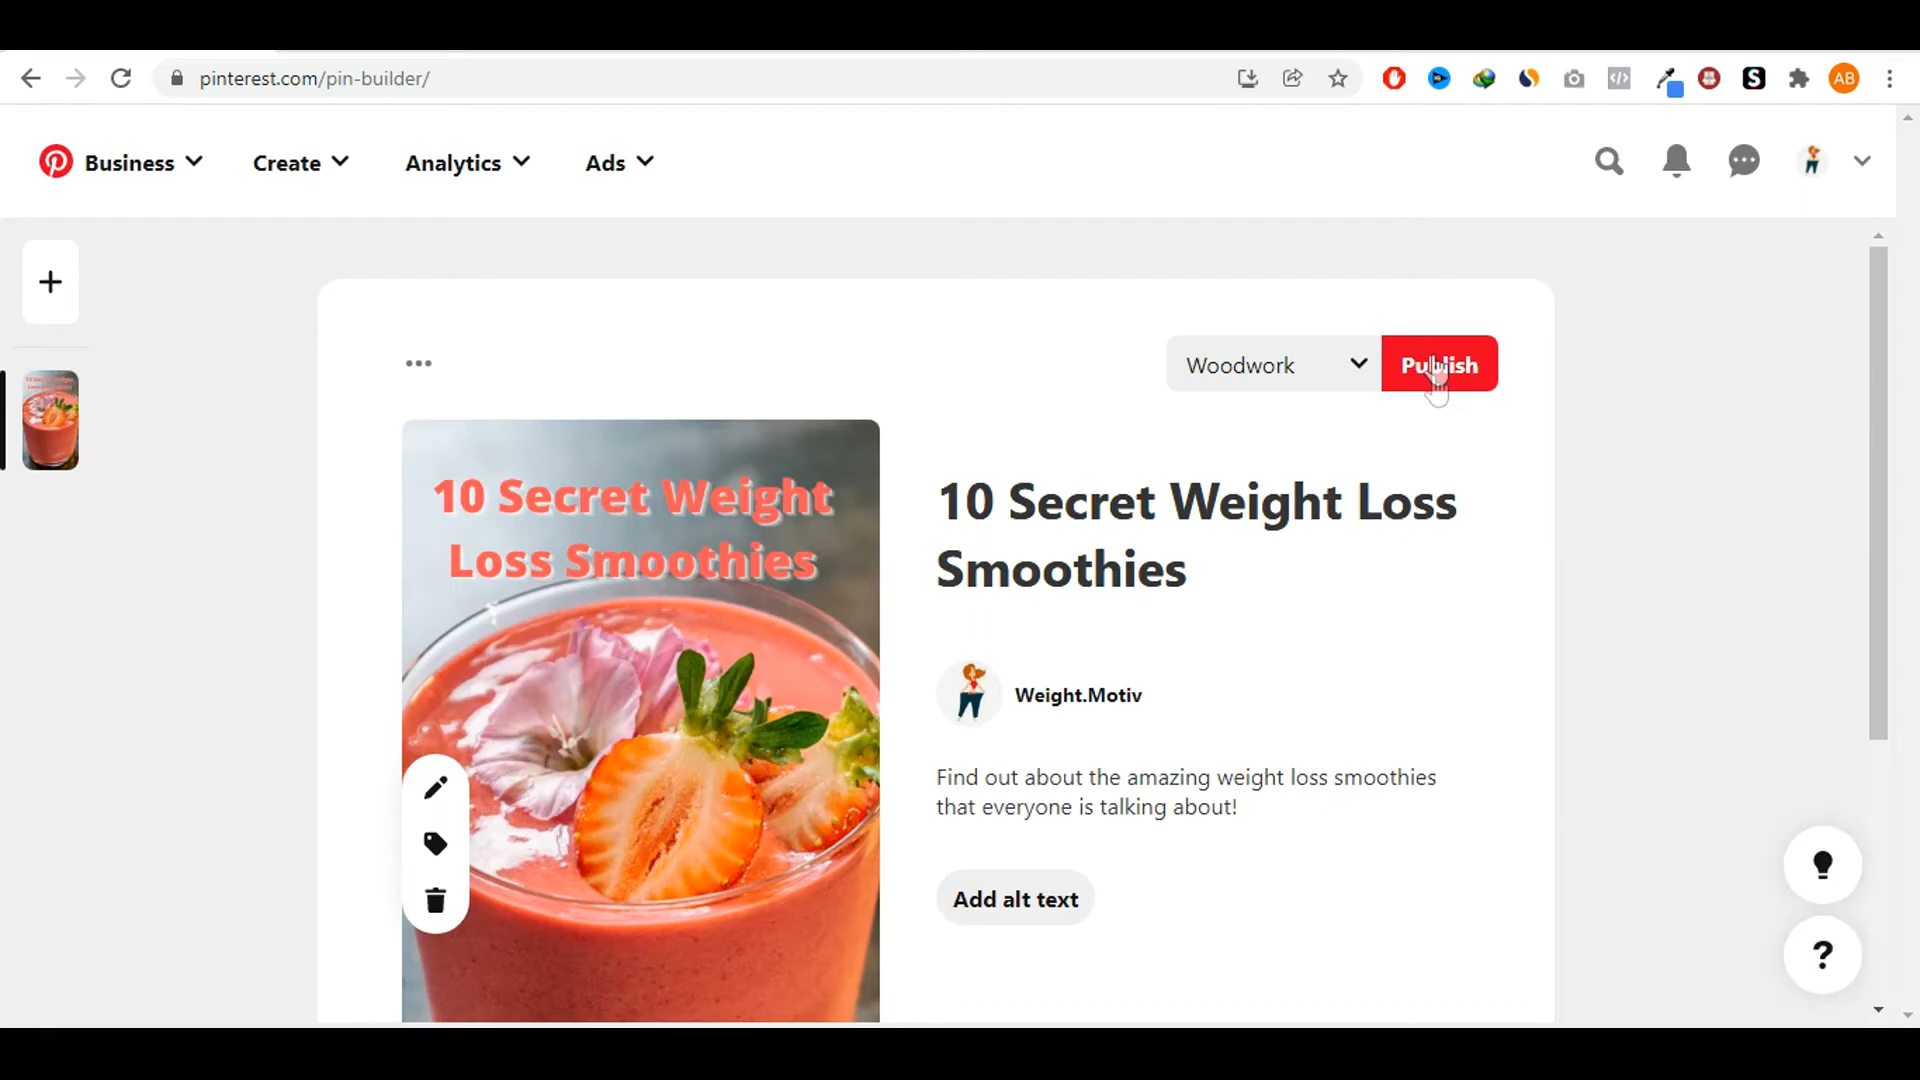 pinterest.com/pin-builder/
AB
Business
Create
Analytics
Ads
Woodwork
Publish
10 Secret Weight
Loss Smoothies
10 Secret Weight Loss
Smoothies
Weight.Motiv
Find out about the amazing weight loss smoothies
that everyone is talking about!
Add alt text